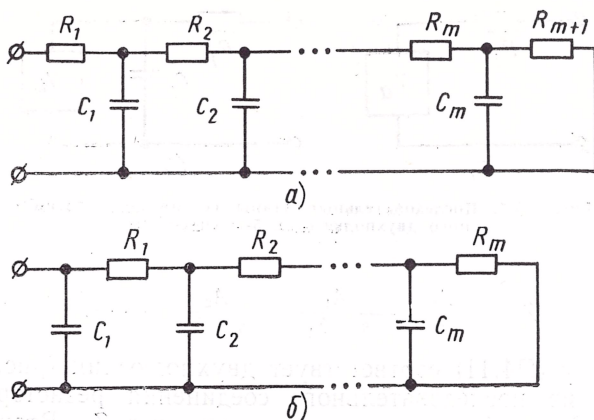 R₁ R₂ ... Rₘ Rₘ₊₁
C₁ C₂ Cₘ
а)
R₁ R₂ ... Rₘ
C₁ C₂ Cₘ
б)